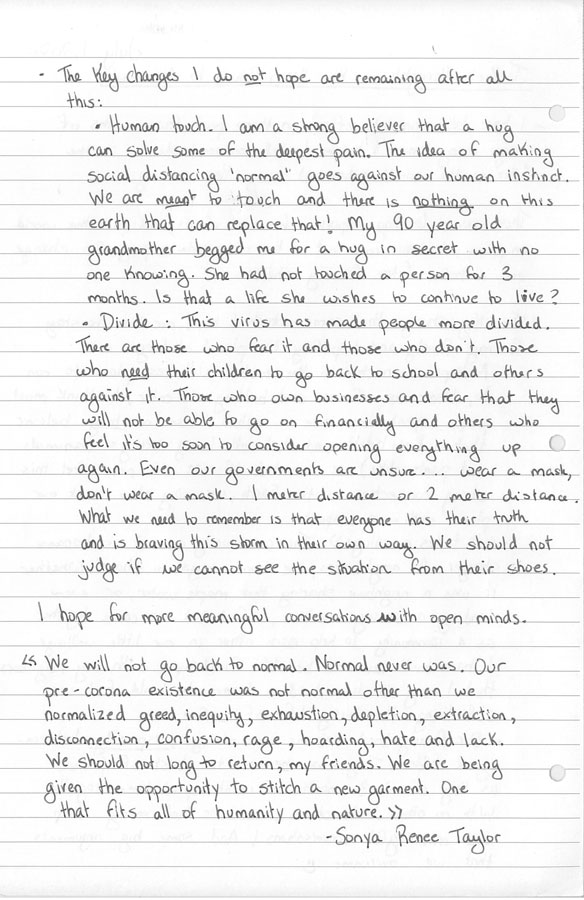 - The key changes I do not hope are remaining after all
this:
• Human touch. I am a strong believer that a hug
can solve some of the deepest pain. The idea of making
social distancing 'normal" goes against our human instinct.
We are meant to touch and there is nothing on this
earth that can replace that! My 90 year old
grandmother begged me for a hug in secret with no
one knowing. She had not touched a person for 3
months. Is that a life she wishes to continue to live?
• Divide : This virus has made people more divided.
There are those who fear it and those who don't. Those
who need their children to go back to school and others
against it. Those who own businesses and fear that they
will not be able to go on financially and others who
feel it's too soon to consider opening everything up
again. Even our governments are unsure... wear a mask,
don't wear a mask. 1 meter distance or 2 meter distance.
What we need to remember is that everyone has their truth
and is braving this storm in their own way. We should not
judge if we cannot see the situation from their shoes.
I hope for more meaningful conversations with open minds.
« We will not go back to normal. Normal never was. Our
pre-corona existence was not normal other than we
normalized greed, inequity, exhaustion, depletion, extraction,
disconnection, confusion, rage, hoarding, hate and lack.
We should not long to return, my friends. We are being
given the opportunity to stitch a new garment. One
that fits all of humanity and nature. »
-Sonya Renee Taylor